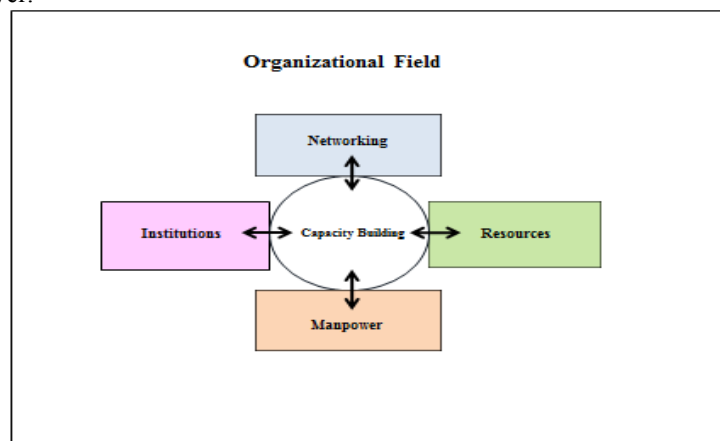 Organizational Field
Networking
Institutions
Capacity Building
Resources
Manpower